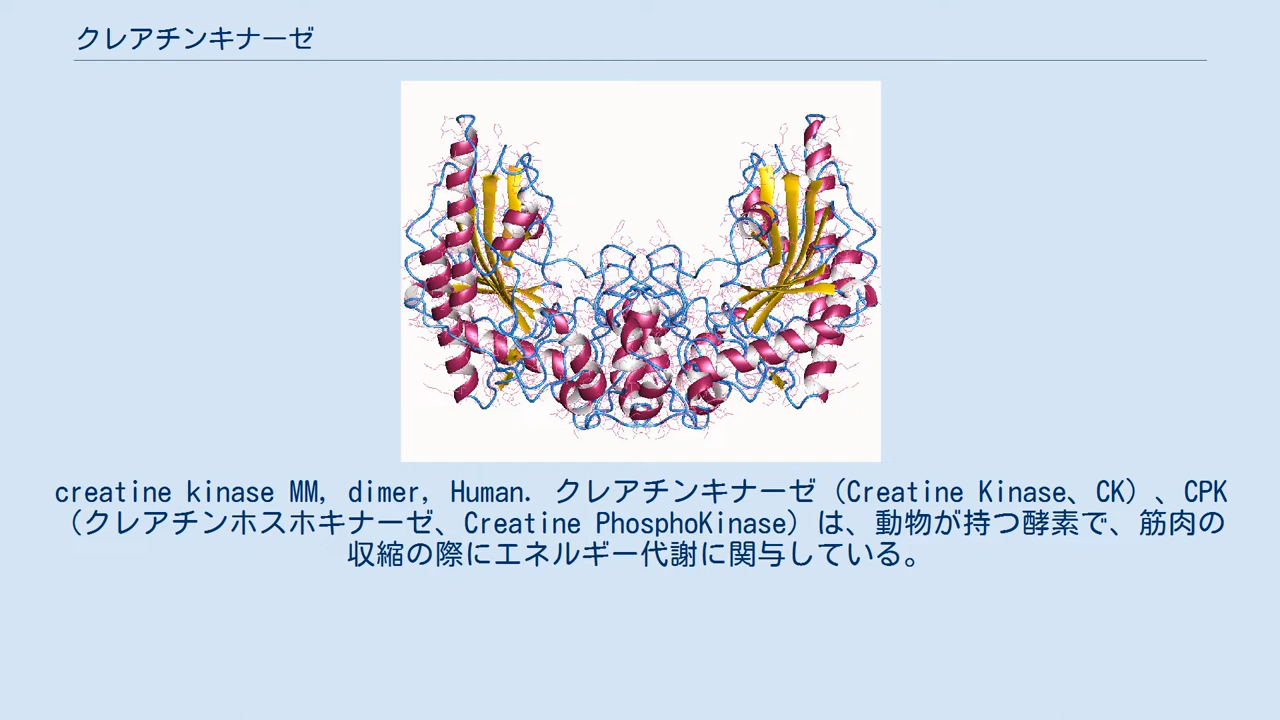 クレアチンキナーゼ
creatine kinase MM, dimer, Human. クレアチンキナーゼ（Creatine Kinase、CK）、CPK
（クレアチンホスホキナーゼ、Creatine PhosphoKinase）は、動物が持つ酵素で、筋肉の
収縮の際にエネルギー代謝に関与している。